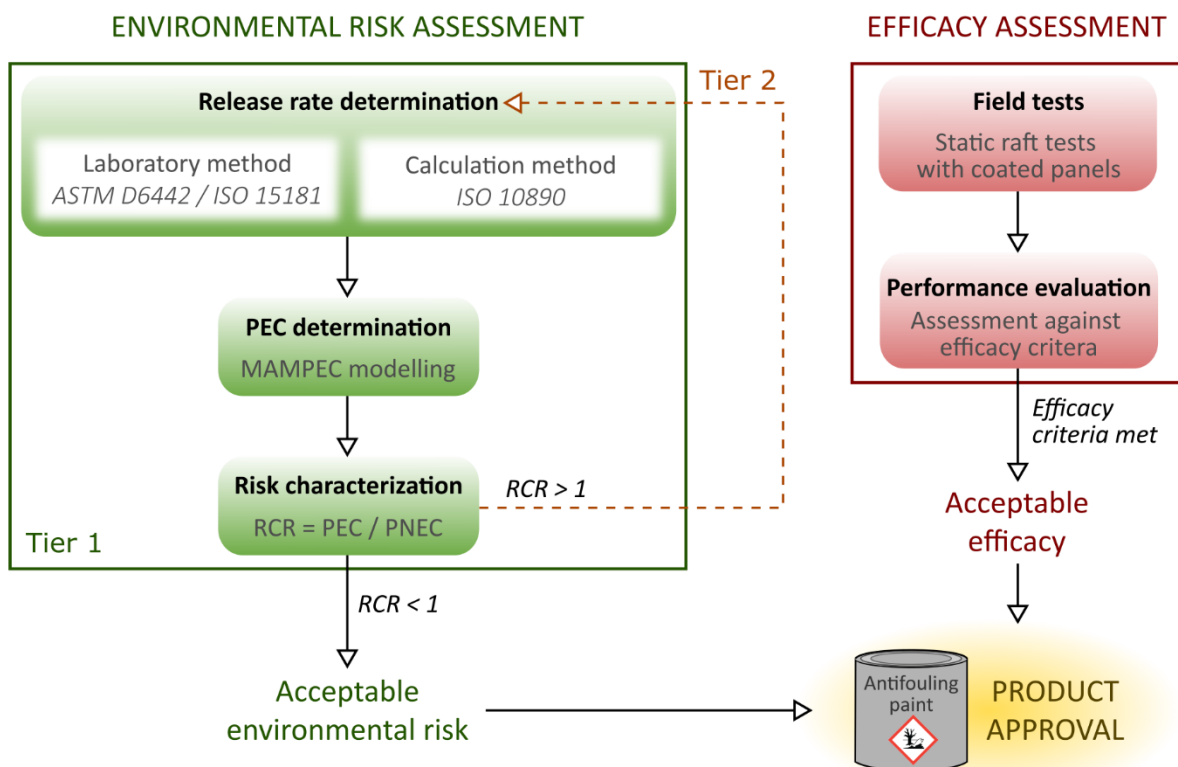 ENVIRONMENTAL RISK ASSESSMENT
Tier 2
Release rate determination
Laboratory method
ASTM D6442 / ISO 15181
Calculation method
ISO 10890
PEC determination
MAMPEC modelling
Risk characterization
RCR = PEC / PNEC
RCR > 1
Tier 1
RCR < 1
Acceptable
environmental risk
EFFICACY ASSESSMENT
Field tests
Static raft tests
with coated panels
Performance evaluation
Assessment against
efficacy critera
Efficacy
criteria met
Acceptable
efficacy
Antifouling
paint
PRODUCT
APPROVAL